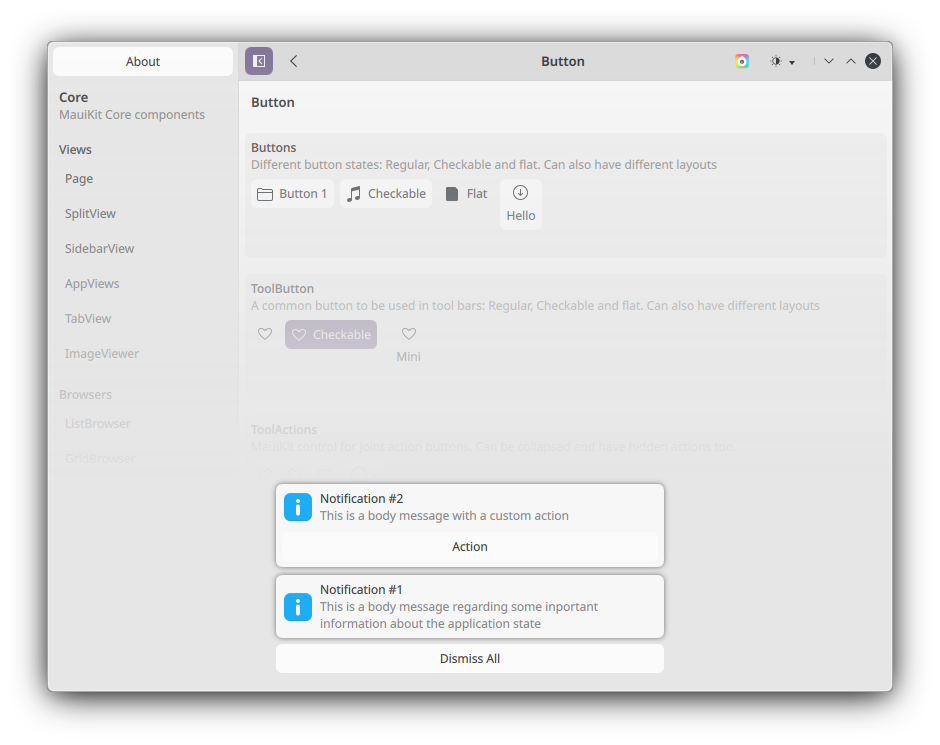 About
Button
Core
MauiKit Core components
Views
Page
SplitView
SidebarView
AppViews
TabView
ImageViewer
Browsers
ListBrowser
GridBrowser
Button
Buttons
Different button states: Regular, Checkable and flat. Can also have different layouts
Button 1
Checkable
Flat
Hello
ToolButton
A common button to be used in tool bars: Regular, Checkable and flat. Can also have different layouts
Checkable
Mini
ToolActions
MauiKit control for joint action buttons. Can be collapsed and have hidden actions too.
Notification #2
This is a body message with a custom action
Action
Notification #1
This is a body message regarding some inportant
information about the application state
Dismiss All